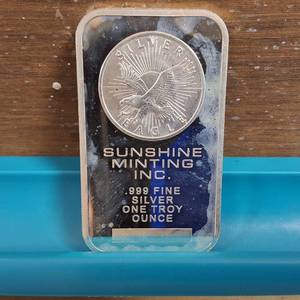 SILVER
EAGLE
SUNSHINE
MINTING
INC.
.999 FINE
SILVER
ONE TROY
OUNCE